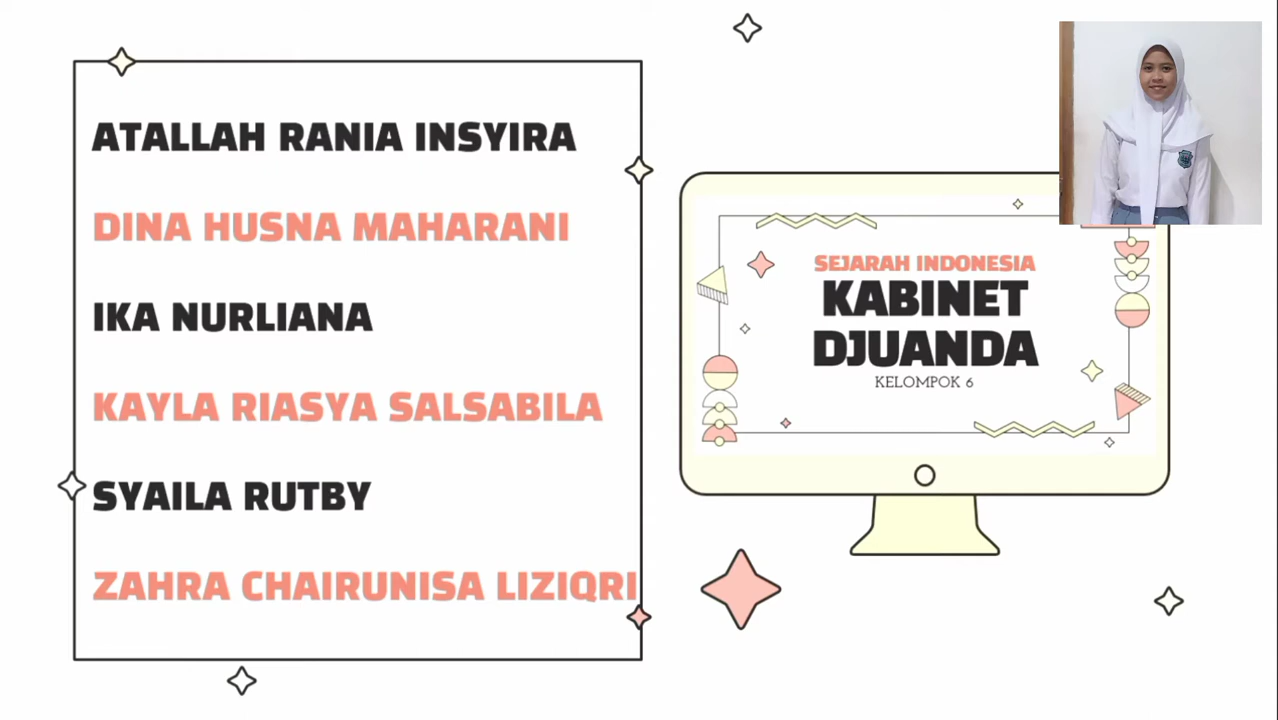 ATALLAH RANIA INSYIRA
DINA HUSNA MAHARANI
IKA NURLIANA
KAYLA RIASYA SALSABILA
SYAILA RUTBY
ZAHRA CHAIRUNISA LIZIQRI
SEJARAH INDONESIA
KABINET
DJUANDA
KELOMPOK 6